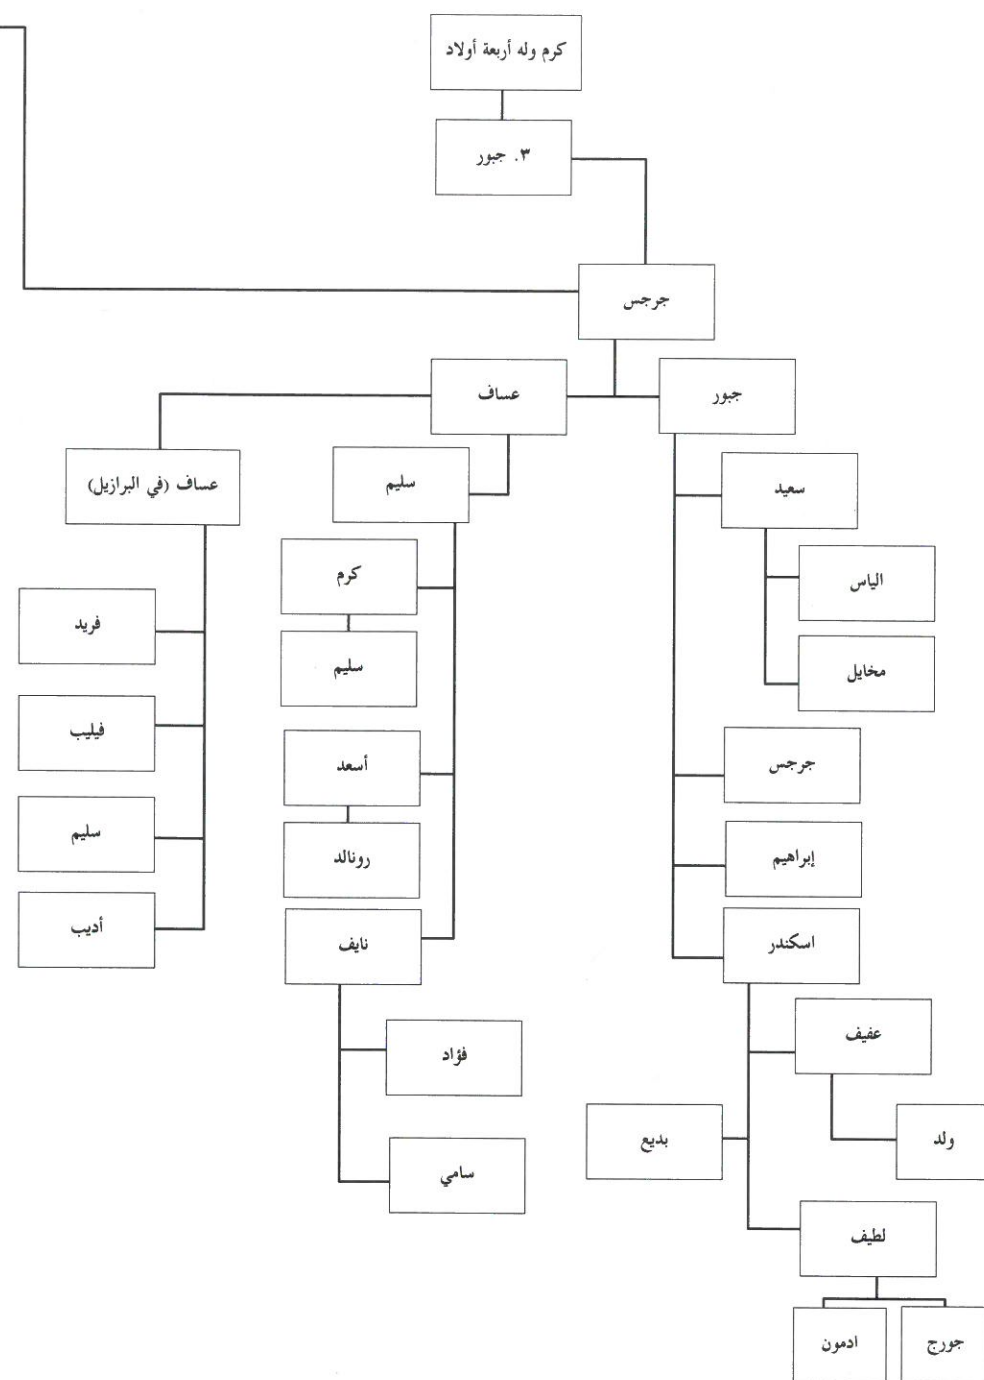 كرم وله أربعة أولاد
٣. جبور
جرجس
جبور
عساف
سعيد
الياس
مخايل
جرجس
إبراهيم
اسكندر
عفيف
ولد
بديع
لطيف
جورج
ادمون
سليم
كرم
سليم
أسعد
رونالد
نايف
فؤاد
سامي
عساف (في البرازيل)
فريد
فيليب
سليم
أديب